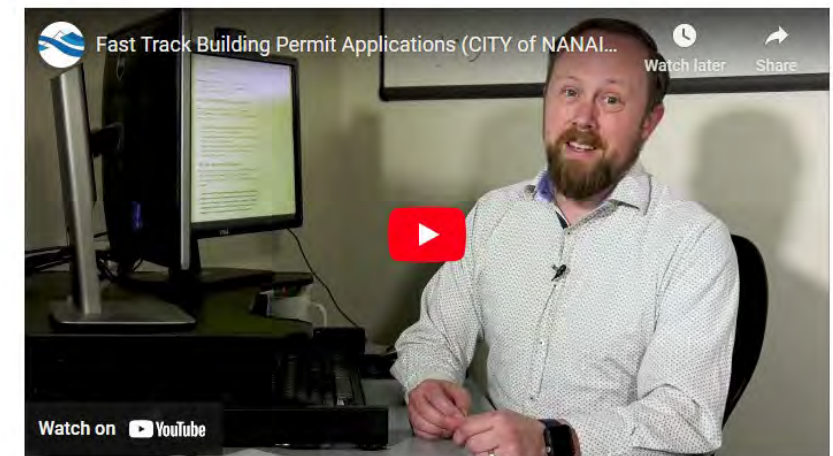 Fast Track Building Permit Applications (CITY of NANAI...
Watch later
Share
Watch on YouTube